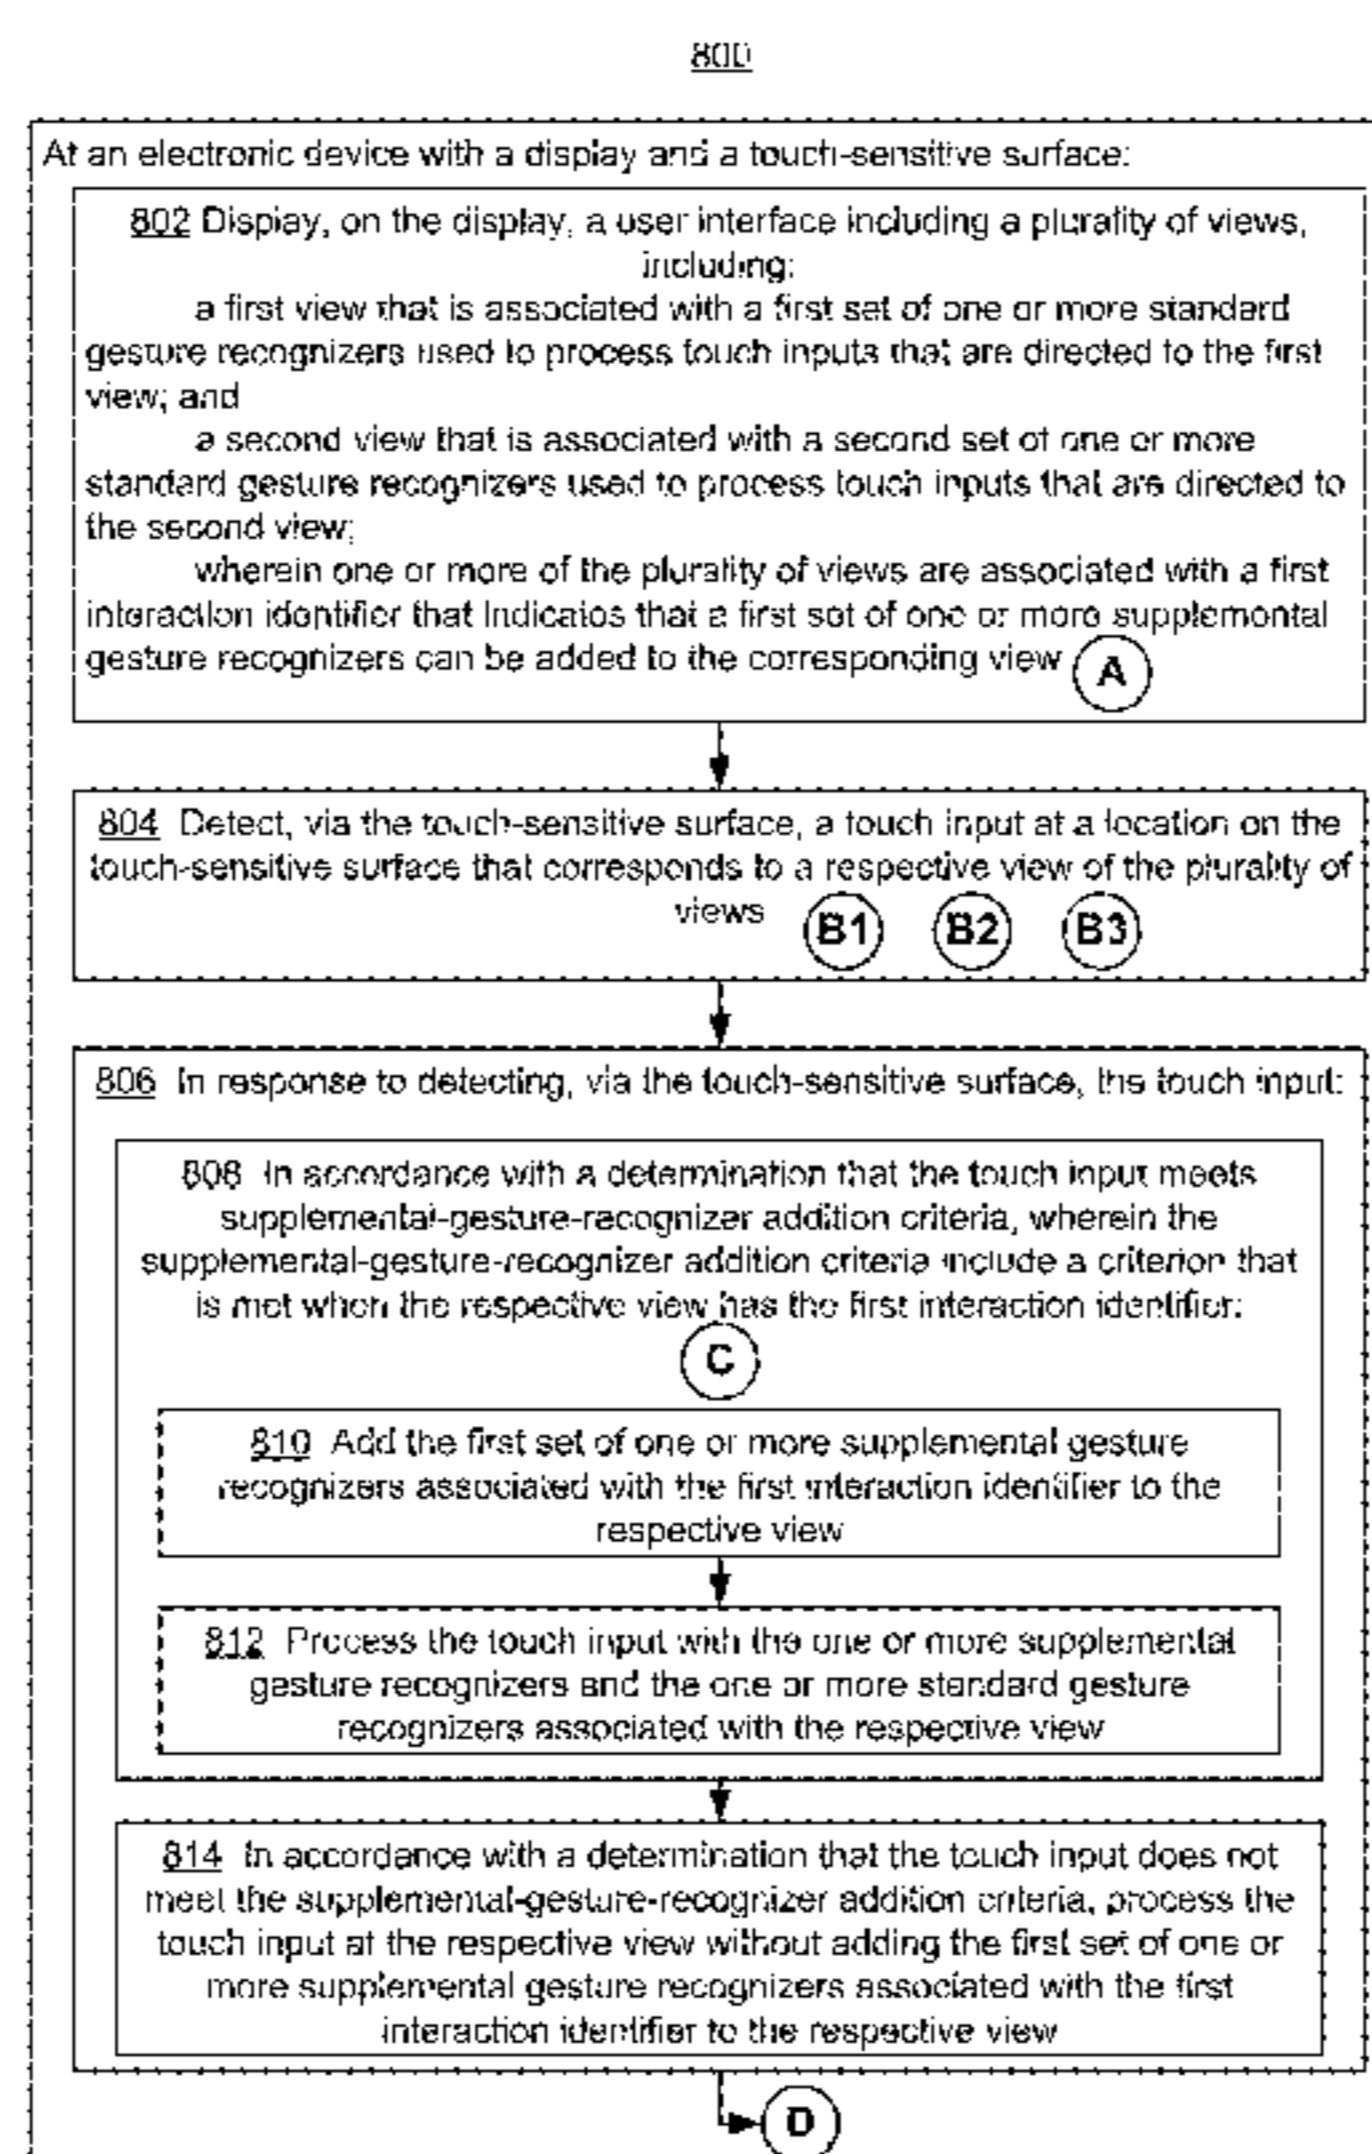 800
At an electronic device with a display and a touch-sensitive surface:
802 Display, on the display, a user interface including a plurality of views,
including:
a first view that is associated with a first set of one or more standard
gesture recognizers used to process touch inputs that are directed to the first
view; and
a second view that is associated with a second set of one or more
standard gesture recognizers used to process touch inputs that are directed to
the second view;
wherein one or more of the plurality of views are associated with a first
interaction identifier that indicates that a first set of one or more supplemental
gesture recognizers can be added to the corresponding view A
804 Detect, via the touch-sensitive surface, a touch input at a location on the
touch-sensitive surface that corresponds to a respective view of the plurality of
views B1 B2 B3
806 In response to detecting, via the touch-sensitive surface, the touch input:
808 In accordance with a determination that the touch input meets
supplemental-gesture-recognizer addition criteria, wherein the
supplemental-gesture-recognizer addition criteria include a criterion that
is met when the respective view has the first interaction identifier:
C
810 Add the first set of one or more supplemental gesture
recognizers associated with the first interaction identifier to the
respective view
812 Process the touch input with the one or more supplemental
gesture recognizers and the one or more standard gesture
recognizers associated with the respective view
814 In accordance with a determination that the touch input does not
meet the supplemental-gesture-recognizer addition criteria, process the
touch input at the respective view without adding the first set of one or
more supplemental gesture recognizers associated with the first
interaction identifier to the respective view
D